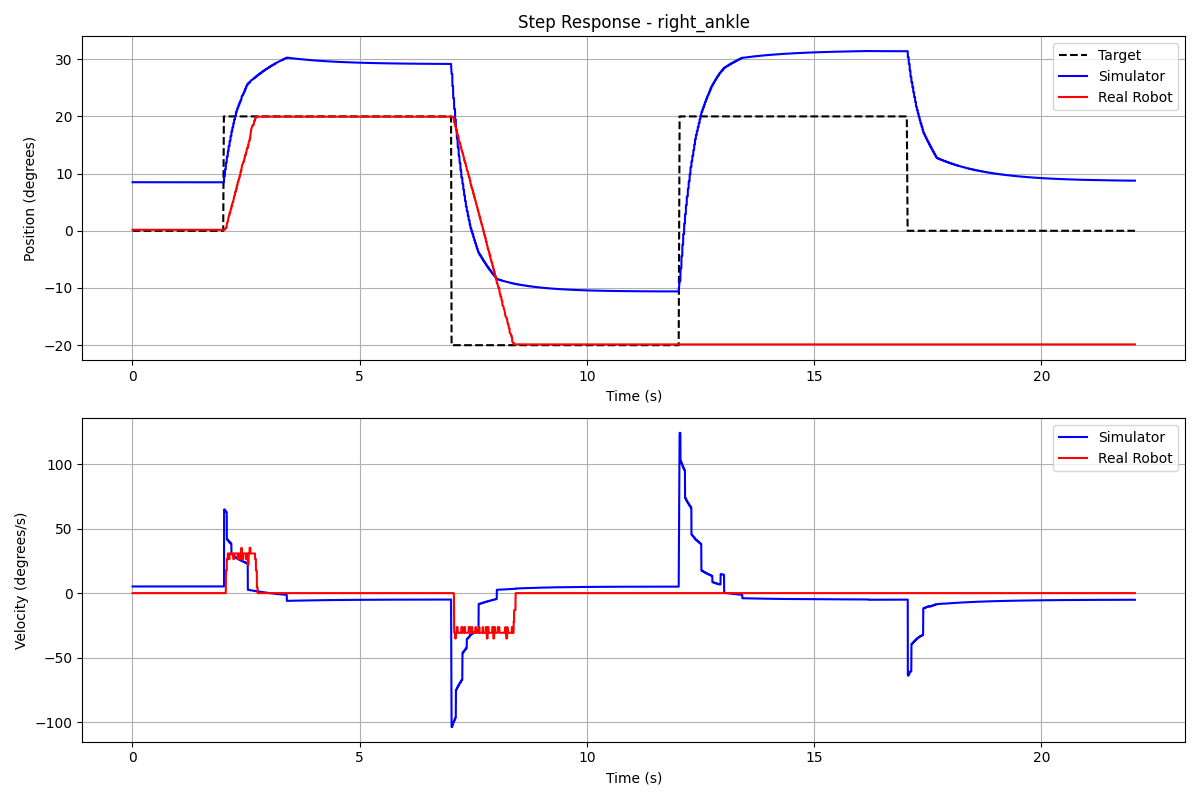 Step Response - right_ankle
30
20
10
0
−10
−20
Position (degrees)
Target
Simulator
Real Robot
0
5
10
15
20
Time (s)
100
50
0
−50
−100
Velocity (degrees/s)
Simulator
Real Robot
0
5
10
15
20
Time (s)